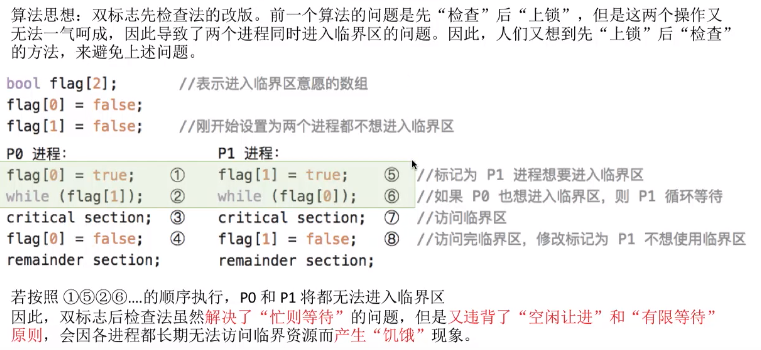 算法思想：双标志先检查法的改版。前一个算法的问题是先“检查”后“上锁”，但是这两个操作又
无法一气呵成，因此导致了两个进程同时进入临界区的问题。因此，人们又想到先“上锁”后“检查”
的方法，来避免上述问题。
bool flag[2]; //表示进入临界区意愿的数组
flag[0] = false;
flag[1] = false; //刚开始设置为两个进程都不想进入临界区
P0 进程： P1 进程：
flag[0] = true; ① flag[1] = true; ⑤ //标记为 P1 进程想要进入临界区
while (flag[1]); ② while (flag[0]); ⑥ //如果 P0 也想进入临界区，则 P1 循环等待
critical section; ③ critical section; ⑦ //访问临界区
flag[0] = false; ④ flag[1] = false; ⑧ //访问完临界区，修改标记为 P1 不想使用临界区
remainder section; remainder section;
若按照 ①⑤②⑥....的顺序执行，P0 和 P1 将都无法进入临界区
因此，双标志后检查法虽然解决了“忙则等待”的问题，但是又违背了“空闲让进”和“有限等待”
原则，会因各进程都长期无法访问临界资源而产生“饥饿”现象。